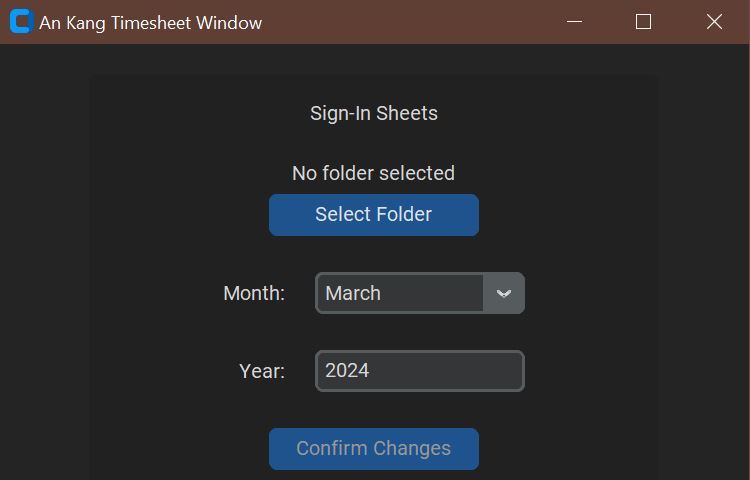 An Kang Timesheet Window
Sign-In Sheets
No folder selected
Select Folder
Month: March
Year: 2024
Confirm Changes